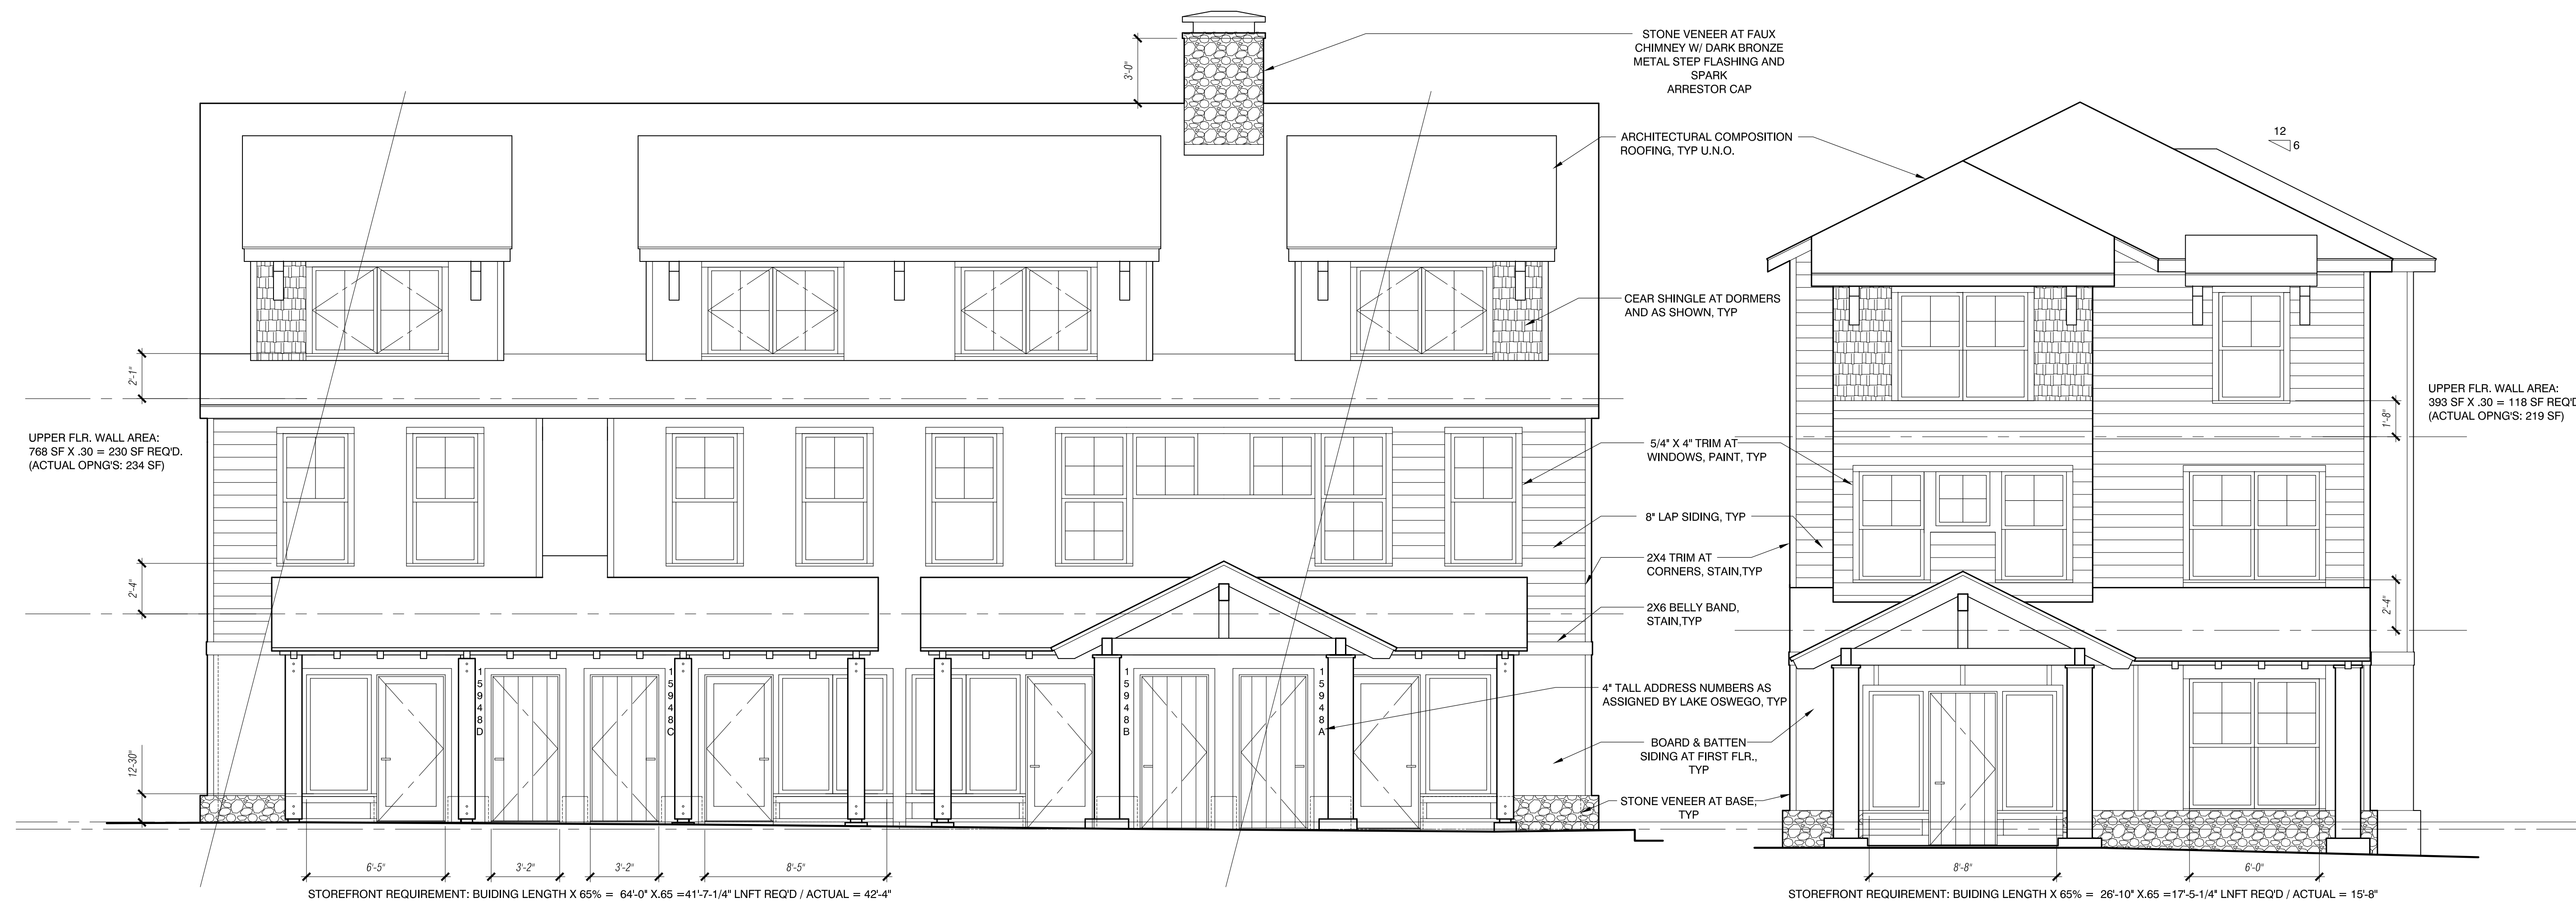 STONE VENEER AT FAUX
CHIMNEY W/ DARK BRONZE
METAL STEP FLASHING AND
SPARK
ARRESTOR CAP
3'-0"
ARCHITECTURAL COMPOSITION
ROOFING, TYP U.N.O.
12
6
CEAR SHINGLE AT DORMERS
AND AS SHOWN, TYP
2'-1"
UPPER FLR. WALL AREA:
768 SF X .30 = 230 SF REQ'D.
(ACTUAL OPNG'S: 234 SF)
UPPER FLR. WALL AREA:
393 SF X .30 = 118 SF REQ'D
(ACTUAL OPNG'S: 219 SF)
1'-8"
5/4" X 4" TRIM AT
WINDOWS, PAINT, TYP
8" LAP SIDING, TYP
2X4 TRIM AT
CORNERS, STAIN,TYP
2'-4"
2'-4"
2X6 BELLY BAND,
STAIN,TYP
15948D
15948C
15948B
15948A
4" TALL ADDRESS NUMBERS AS
ASSIGNED BY LAKE OSWEGO, TYP
BOARD & BATTEN
SIDING AT FIRST FLR.,
TYP
12-30"
STONE VENEER AT BASE,
TYP
6'-5"
3'-2"
3'-2"
8'-5"
8'-8"
6'-0"
STOREFRONT REQUIREMENT: BUIDING LENGTH X 65% = 64'-0" X.65 =41'-7-1/4" LNFT REQ'D / ACTUAL = 42'-4"
STOREFRONT REQUIREMENT: BUIDING LENGTH X 65% = 26'-10" X.65 =17'-5-1/4" LNFT REQ'D / ACTUAL = 15'-8"